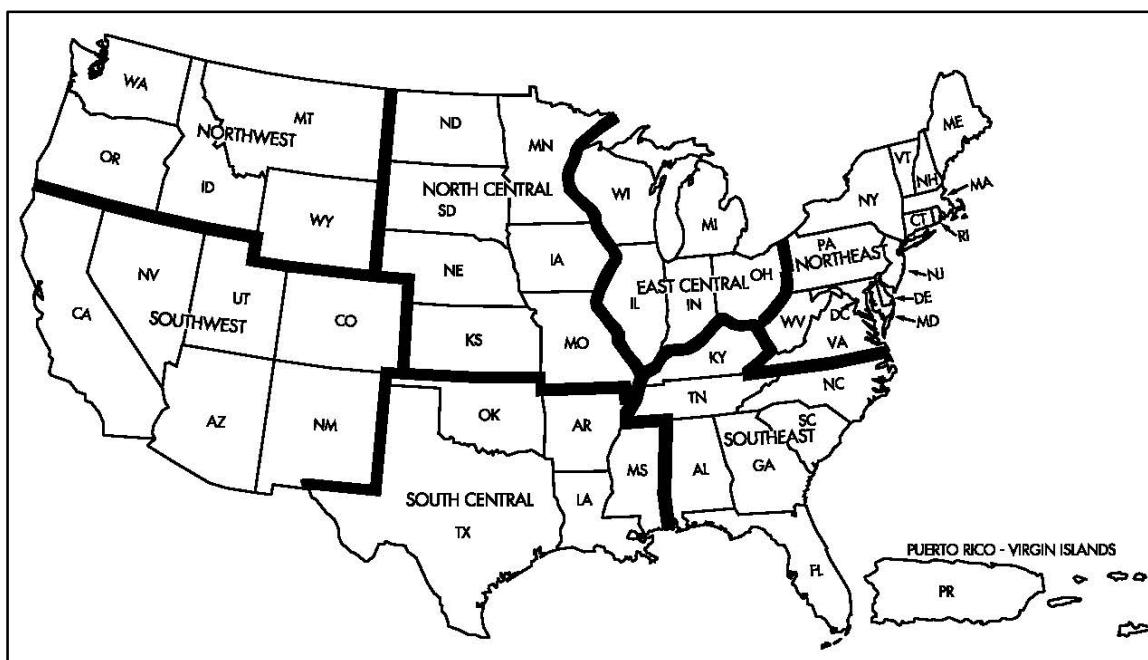 WA
MT
ND
MN
ME
NORTHWEST
VT
OR
NH
MA
ID
NORTH CENTRAL
WI
NY
SD
WY
MI
CT
RI
PA
NORTHEAST
NV
NE
IA
OH
NJ
UT
EAST CENTRAL
IL
IN
DE
CA
SOUTHWEST
CO
WV
DC
MD
KS
MO
VA
KY
NC
TN
AZ
NM
OK
AR
SC
SOUTHEAST
MS
AL
GA
SOUTH CENTRAL
LA
TX
PUERTO RICO - VIRGIN ISLANDS
FL
PR